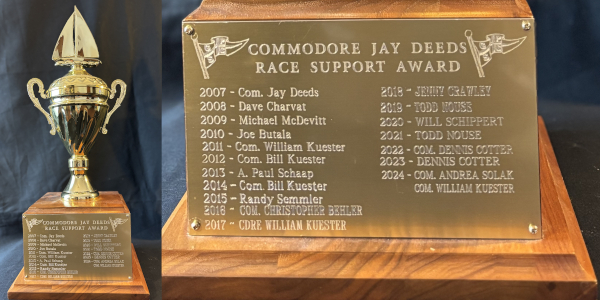 COMMODORE JAY DEEDS
RACE SUPPORT AWARD
2007 - Com. Jay Deeds
2008 - Dave Charvat
2009 - Michael McDevitt
2010 - Joe Butala
2011 - Com. William Kuester
2012 - Com. Bill Kuester
2013 - A. Paul Schaap
2014 - Com. Bill Kuester
2015 - Randy Semmler
2016 - COM. CHRISTOPHER BEHLER
2017 - CDRE WILLIAM KUESTER
2018 - JENNY CRAWLEY
2019 - TODD NOUSE
2020 - WILL SCHIPPERT
2021 - TODD NOUSE
2022 - COM. DENNIS COTTER
2023 - DENNIS COTTER
2024 - COM. ANDREA SOLAK
COM. WILLIAM KUESTER